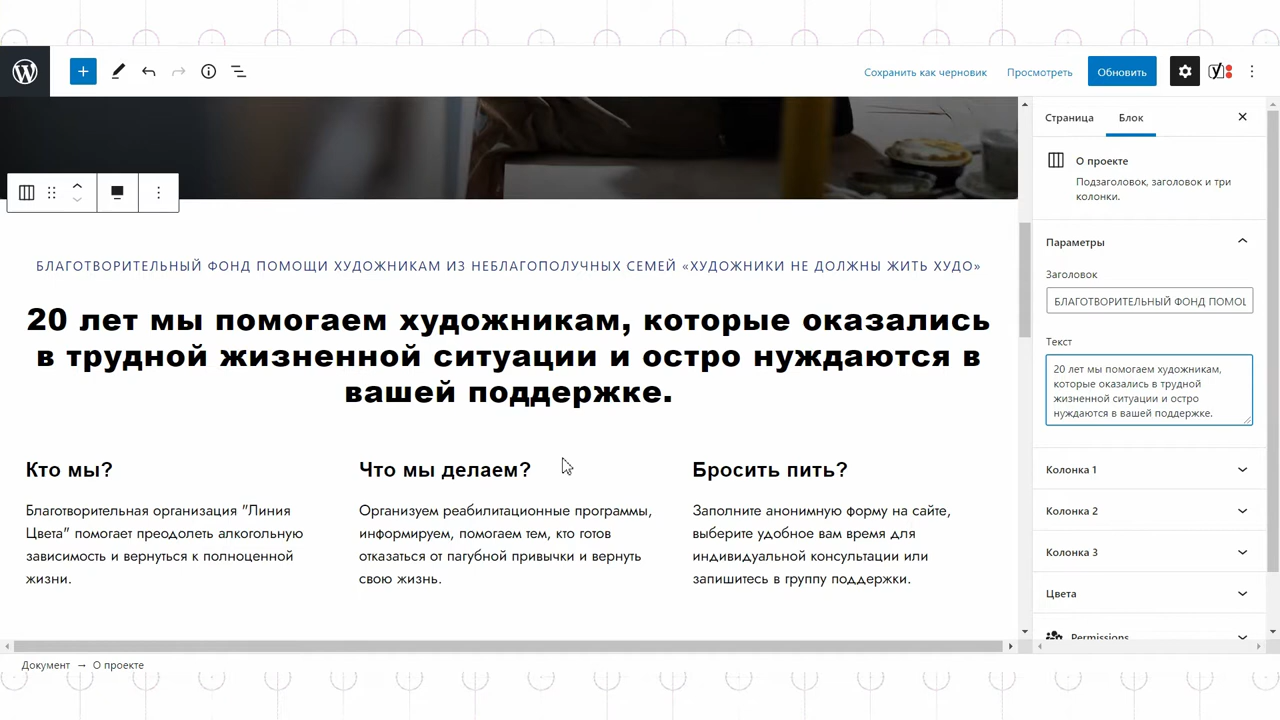 Сохранить как черновик
Просмотреть
Обновить
Страница
Блок
О проекте
Подзаголовок, заголовок и три
колонки.
Параметры
Заголовок
БЛАГОТВОРИТЕЛЬНЫЙ ФОНД ПОМОЩ
Текст
20 лет мы помогаем художникам,
которые оказались в трудной
жизненной ситуации и остро
нуждаются в вашей поддержке.
Колонка 1
Колонка 2
Колонка 3
Цвета
Permissions
БЛАГОТВОРИТЕЛЬНЫЙ ФОНД ПОМОЩИ ХУДОЖНИКАМ ИЗ НЕБЛАГОПОЛУЧНЫХ СЕМЕЙ «ХУДОЖНИКИ НЕ ДОЛЖНЫ ЖИТЬ ХУДО»
20 лет мы помогаем художникам, которые оказались
в трудной жизненной ситуации и остро нуждаются в
вашей поддержке.
Кто мы?
Благотворительная организация "Линия
Цвета" помогает преодолеть алкогольную
зависимость и вернуться к полноценной
жизни.
Что мы делаем?
Организуем реабилитационные программы,
информируем, помогаем тем, кто готов
отказаться от пагубной привычки и вернуть
свою жизнь.
Бросить пить?
Заполните анонимную форму на сайте,
выберите удобное вам время для
индивидуальной консультации или
запишитесь в группу поддержки.
Документ → О проекте